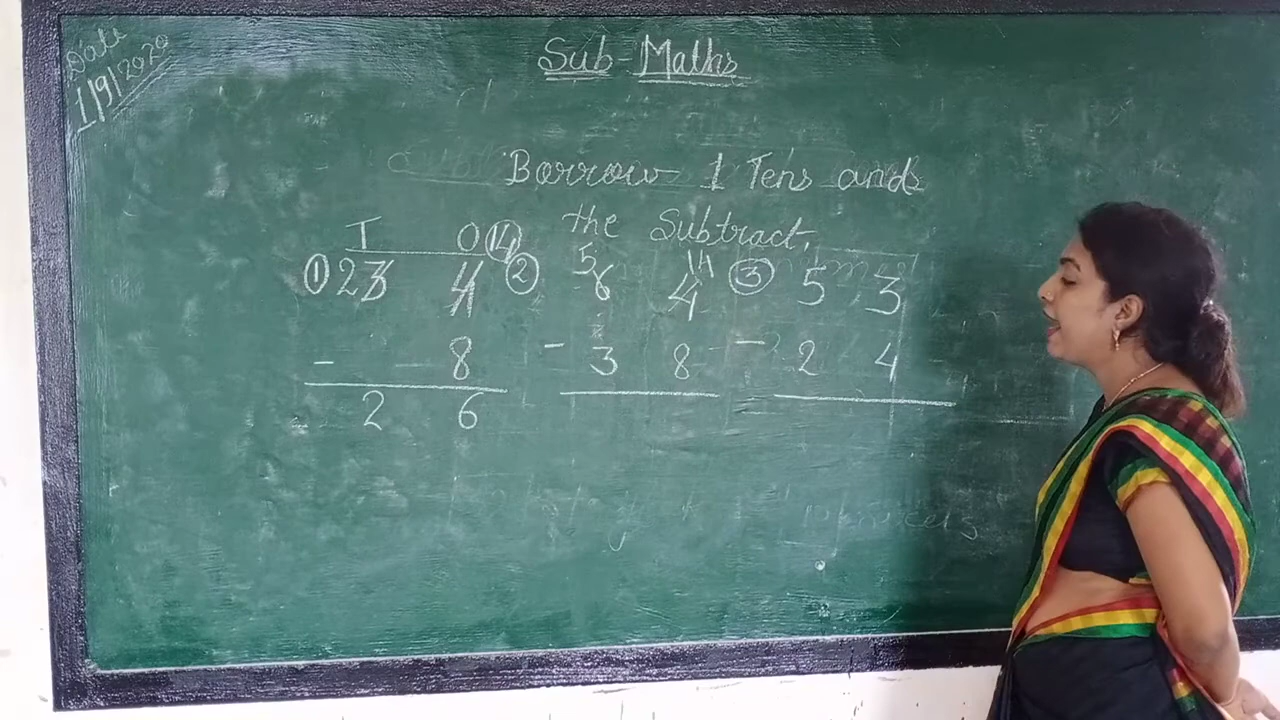 Date
1/9/2020
Sub-Maths
Borrow 1 Tens and
the Subtract.
T O 14
① 2 3 4
- 8
2 6
② 5 14
6 4
- 3 8
③ 5 3
- 2 4